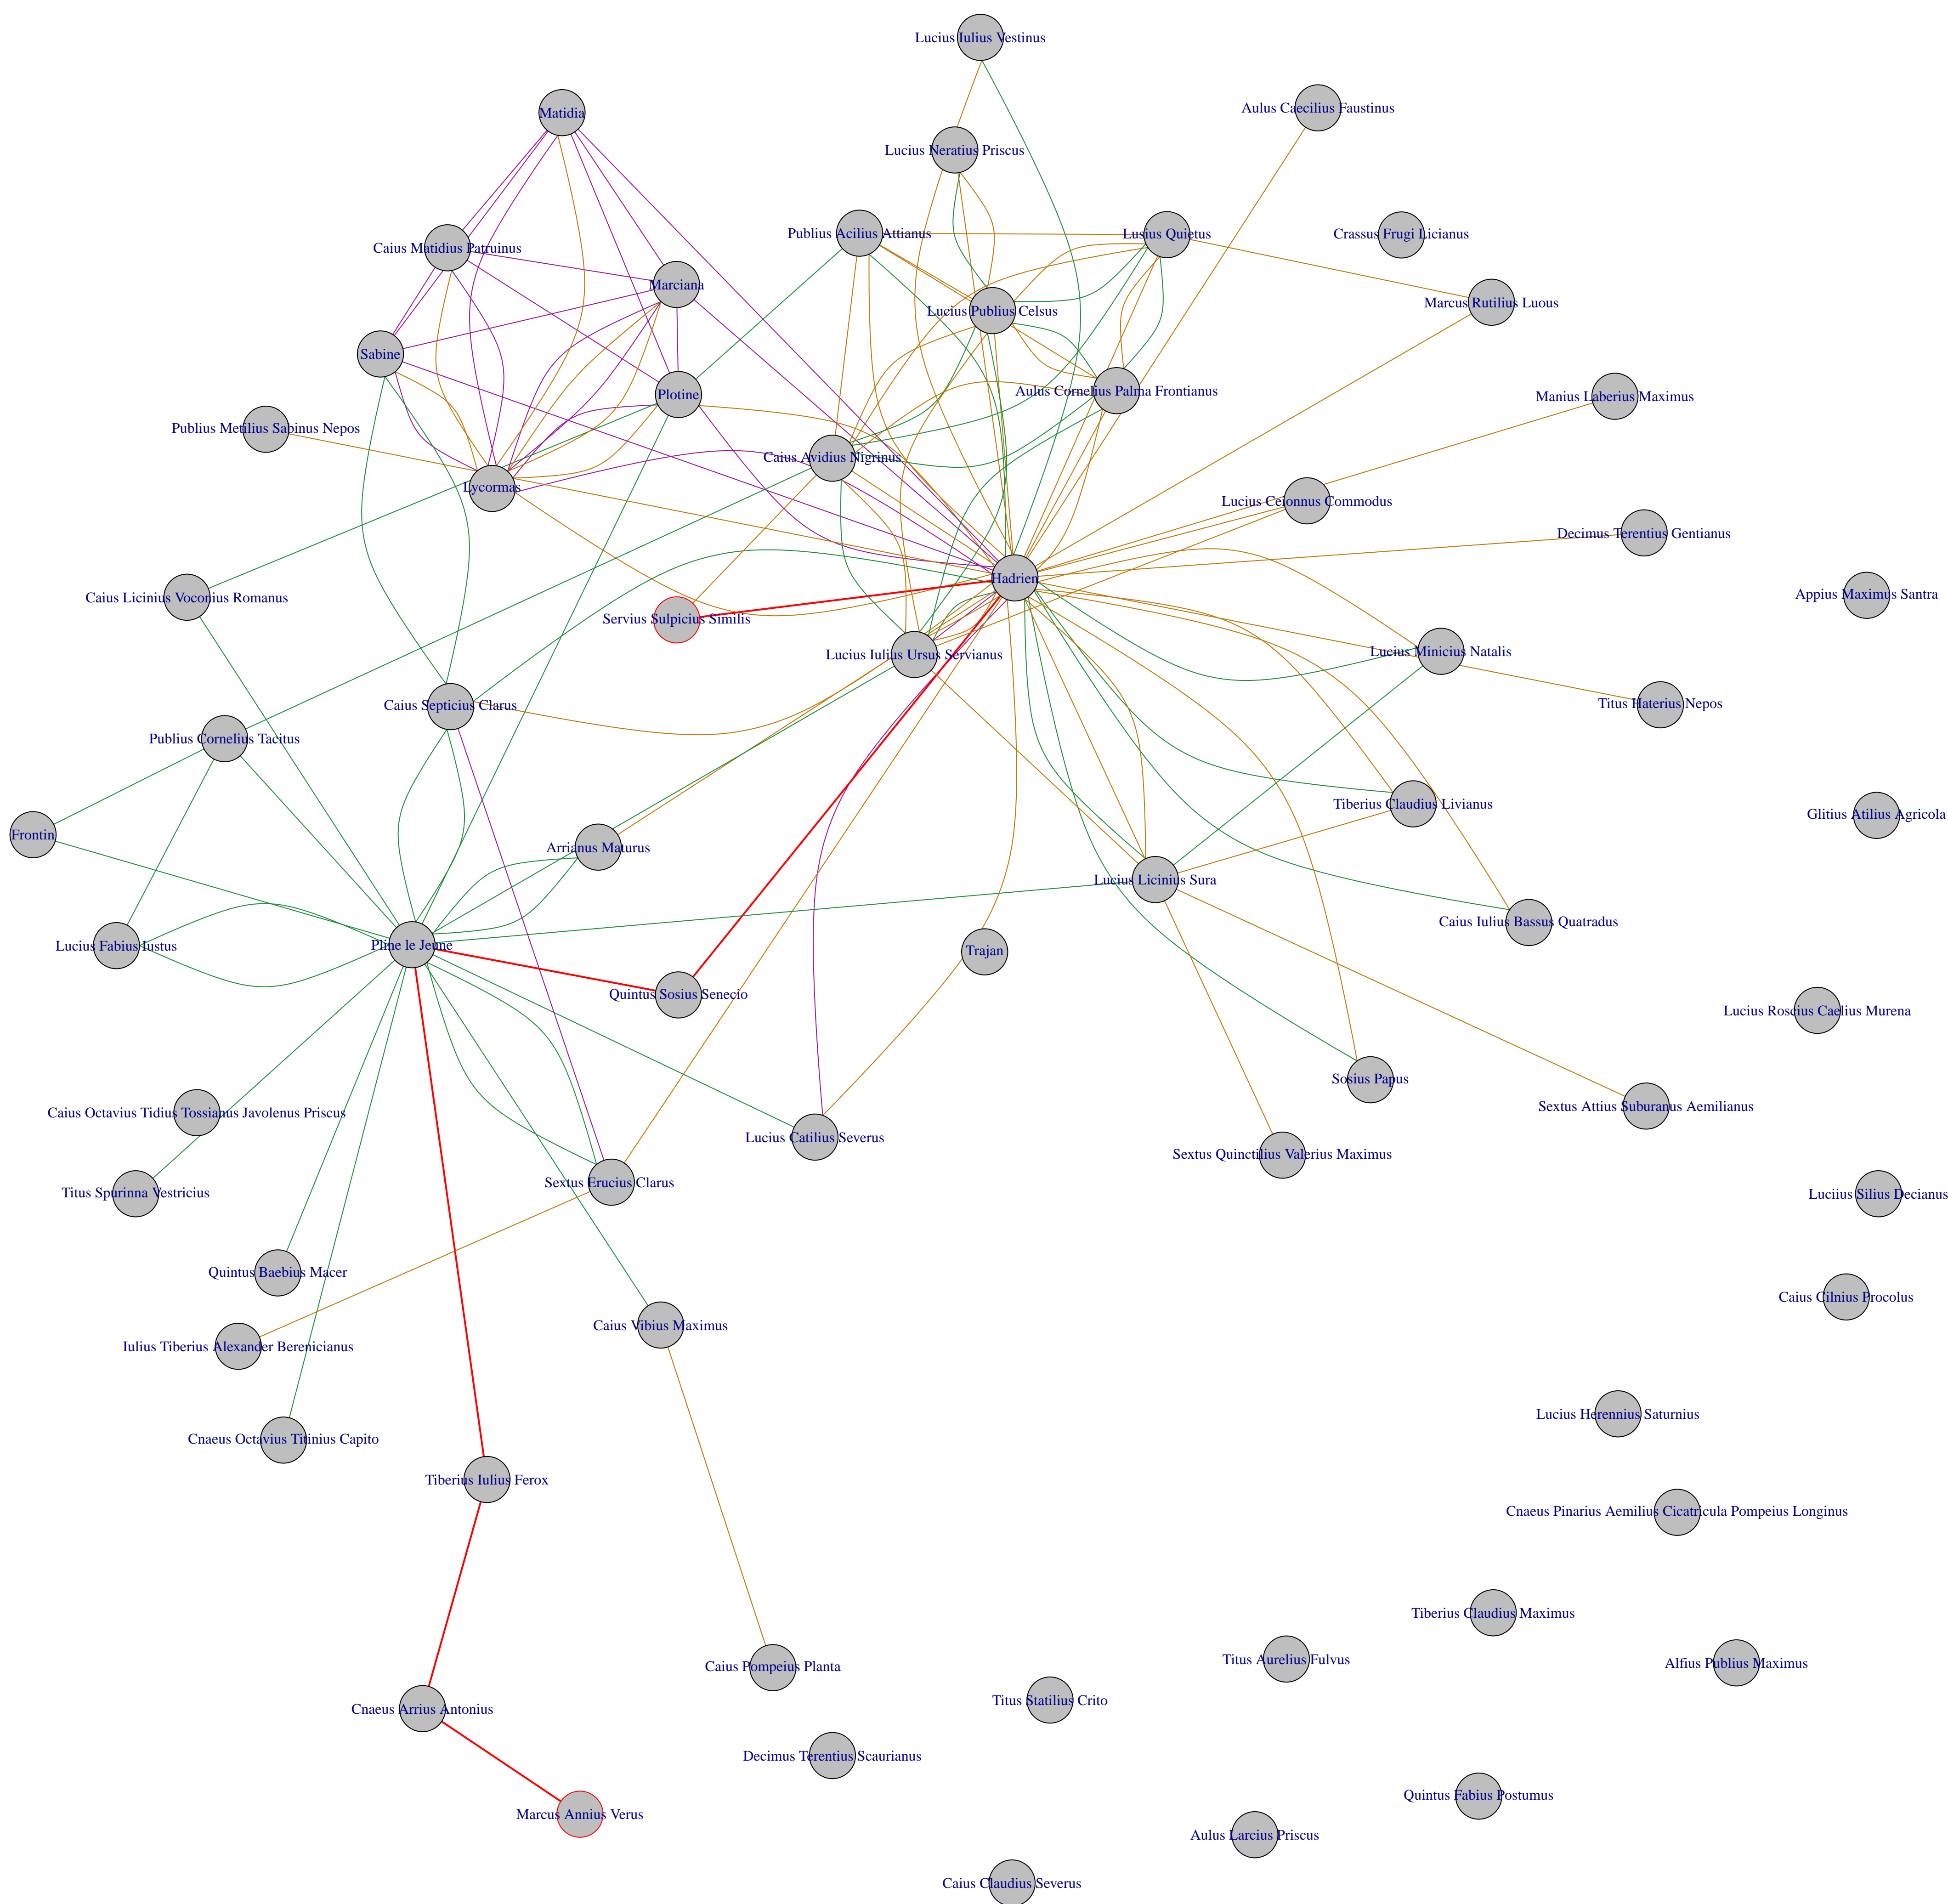 Lucius Iulius Vestinus
Aulus Caecilius Faustinus
Matidia
Lucius Neratius Priscus
Publius Acilius Attianus
Lusius Quietus
Crassus Frugi Licianus
Caius Matidius Patruinus
Marciana
Marcus Rutilius Luous
Lucius Publius Celsus
Sabine
Plotine
Aulus Cornelius Palma Frontianus
Manius Laberius Maximus
Publius Metilius Sabinus Nepos
Caius Avidius Nigrinus
Lycormas
Lucius Ceionnus Commodus
Decimus Terentius Gentianus
Hadrien
Caius Licinius Voconius Romanus
Appius Maximus Santra
Servius Sulpicius Similis
Lucius Iulius Ursus Servianus
Lucius Minicius Natalis
Caius Septicius Clarus
Titus Haterius Nepos
Publius Cornelius Tacitus
Tiberius Claudius Livianus
Glitius Atilius Agricola
Frontin
Arrianus Maturus
Lucius Licinius Sura
Caius Iulius Bassus Quatradus
Lucius Fabius Iustus
Pline le Jeune
Trajan
Quintus Sosius Senecio
Lucius Roscius Caelius Murena
Sosius Papus
Sextus Attius Suburanus Aemilianus
Caius Octavius Tidius Tossianus Javolenus Priscus
Lucius Catilius Severus
Sextus Quinctilius Valerius Maximus
Sextus Erucius Clarus
Titus Spurinna Vestricius
Luciius Silius Decianus
Quintus Baebius Macer
Caius Cilnius Procolus
Caius Vibius Maximus
Iulius Tiberius Alexander Berenicianus
Lucius Herennius Saturnius
Cnaeus Octavius Titinius Capito
Tiberius Iulius Ferox
Cnaeus Pinarius Aemilius Cicatricula Pompeius Longinus
Tiberius Claudius Maximus
Titus Aurelius Fulvus
Alfius Publius Maximus
Caius Pompeius Planta
Titus Statilius Crito
Cnaeus Arrius Antonius
Decimus Terentius Scaurianus
Quintus Fabius Postumus
Marcus Annius Verus
Aulus Larcius Priscus
Caius Claudius Severus